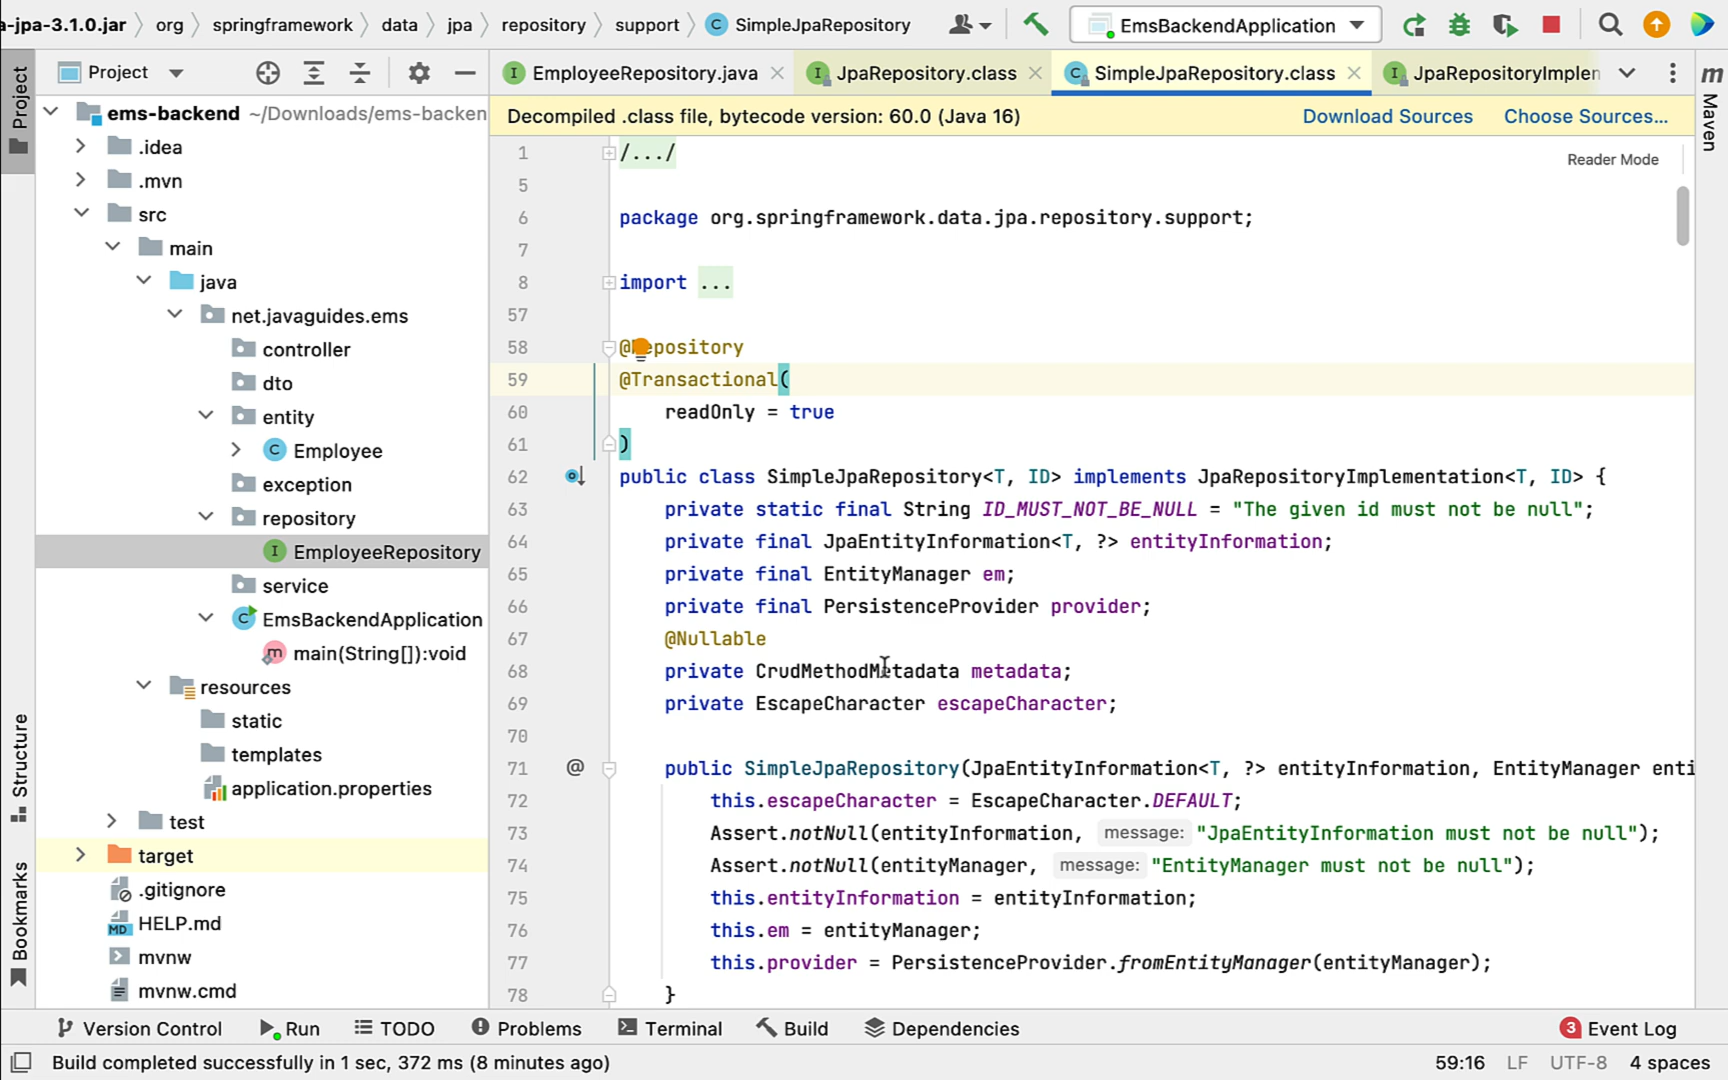 a-jpa-3.1.0.jar org springframework data jpa repository support SimpleJpaRepository EmsBackendApplication
Project
EmployeeRepository.java JpaRepository.class SimpleJpaRepository.class JpaRepositoryImplen
Decompiled .class file, bytecode version: 60.0 (Java 16) Download Sources Choose Sources...
Reader Mode
Project
Structure
Bookmarks
Maven
ems-backend ~/Downloads/ems-backen
.idea
.mvn
src
main
java
net.javaguides.ems
controller
dto
entity
Employee
exception
repository
EmployeeRepository
service
EmsBackendApplication
main(String[]):void
resources
static
templates
application.properties
test
target
.gitignore
HELP.md
mvnw
mvnw.cmd
1 /.../
5
6 package org.springframework.data.jpa.repository.support;
7
8 import ...
57
58 @Repository
59 @Transactional(
60 readOnly = true
61 )
62 public class SimpleJpaRepository<T, ID> implements JpaRepositoryImplementation<T, ID> {
63 private static final String ID_MUST_NOT_BE_NULL = "The given id must not be null";
64 private final JpaEntityInformation<T, ?> entityInformation;
65 private final EntityManager em;
66 private final PersistenceProvider provider;
67 @Nullable
68 private CrudMethodMetadata metadata;
69 private EscapeCharacter escapeCharacter;
70
71 @ public SimpleJpaRepository(JpaEntityInformation<T, ?> entityInformation, EntityManager enti
72 this.escapeCharacter = EscapeCharacter.DEFAULT;
73 Assert.notNull(entityInformation, message: "JpaEntityInformation must not be null");
74 Assert.notNull(entityManager, message: "EntityManager must not be null");
75 this.entityInformation = entityInformation;
76 this.em = entityManager;
77 this.provider = PersistenceProvider.fromEntityManager(entityManager);
78 }
Version Control Run TODO Problems Terminal Build Dependencies 3 Event Log
Build completed successfully in 1 sec, 372 ms (8 minutes ago) 59:16 LF UTF-8 4 spaces